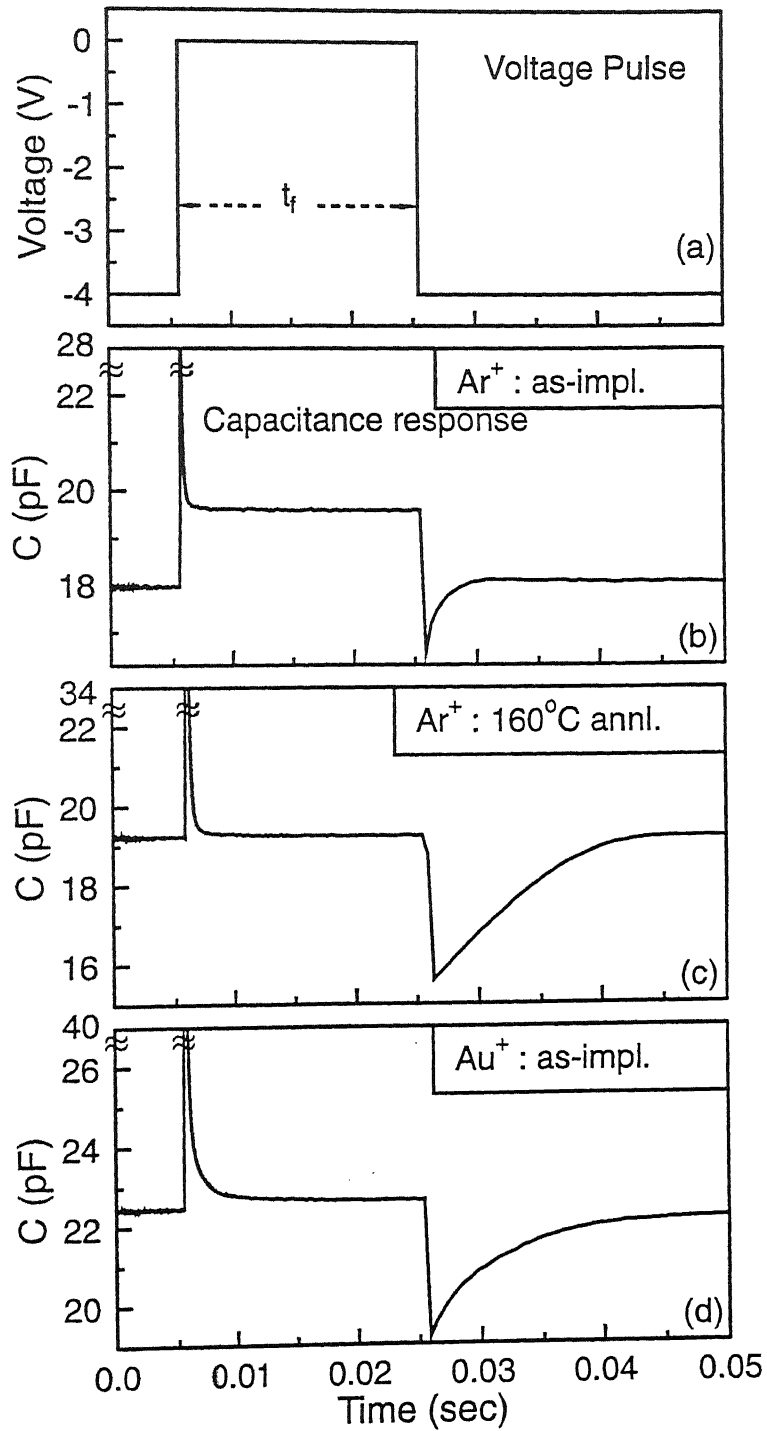 Voltage (V)
0
-1
-2
-3
-4
Voltage Pulse
t_f
(a)
C (pF)
28
22
20
18
Ar⁺ : as-impl.
Capacitance response
(b)
C (pF)
34
22
20
18
16
Ar⁺ : 160°C annl.
(c)
C (pF)
40
26
24
22
20
Au⁺ : as-impl.
(d)
0.0 0.01 0.02 0.03 0.04 0.05
Time (sec)